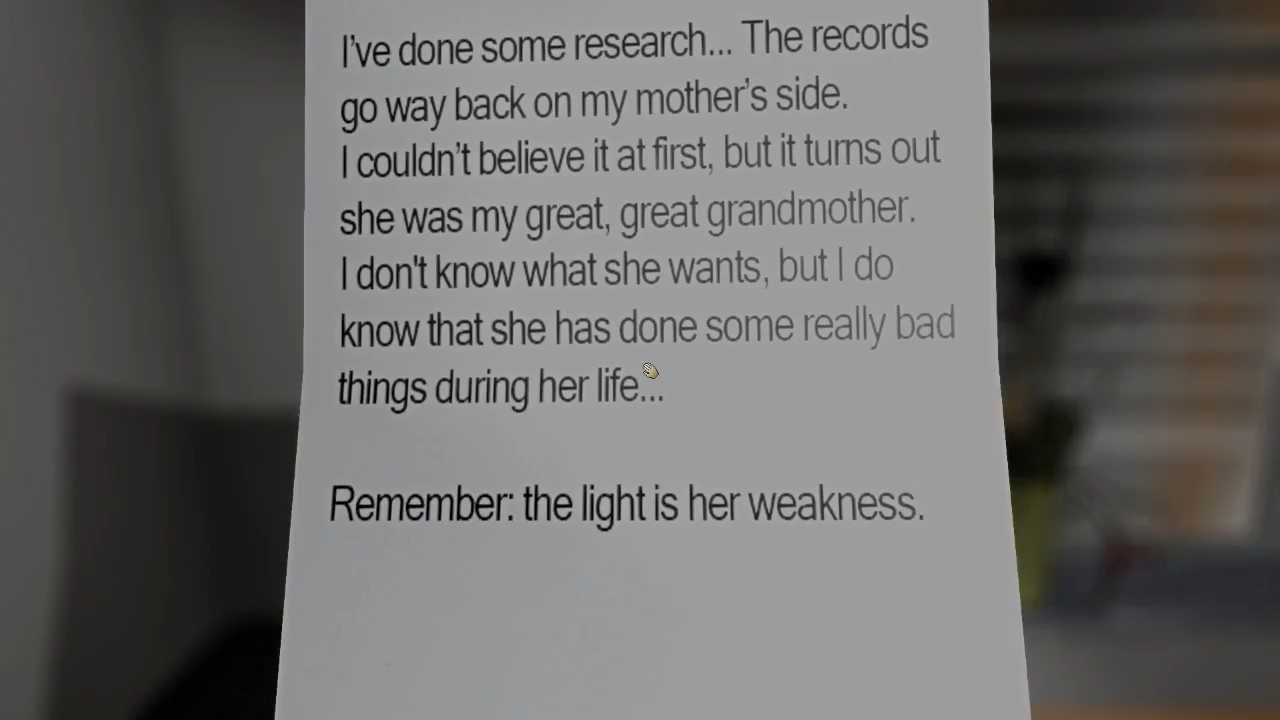 I’ve done some research... The records
go way back on my mother’s side.
I couldn’t believe it at first, but it turns out
she was my great, great grandmother.
I don't know what she wants, but I do
know that she has done some really bad
things during her life...
Remember: the light is her weakness.